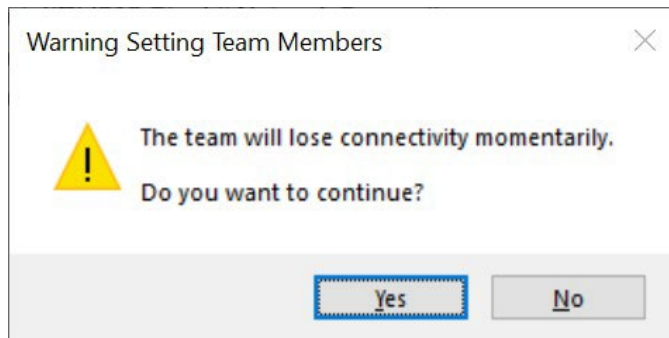 Warning Setting Team Members
The team will lose connectivity momentarily.
Do you want to continue?
Yes
No